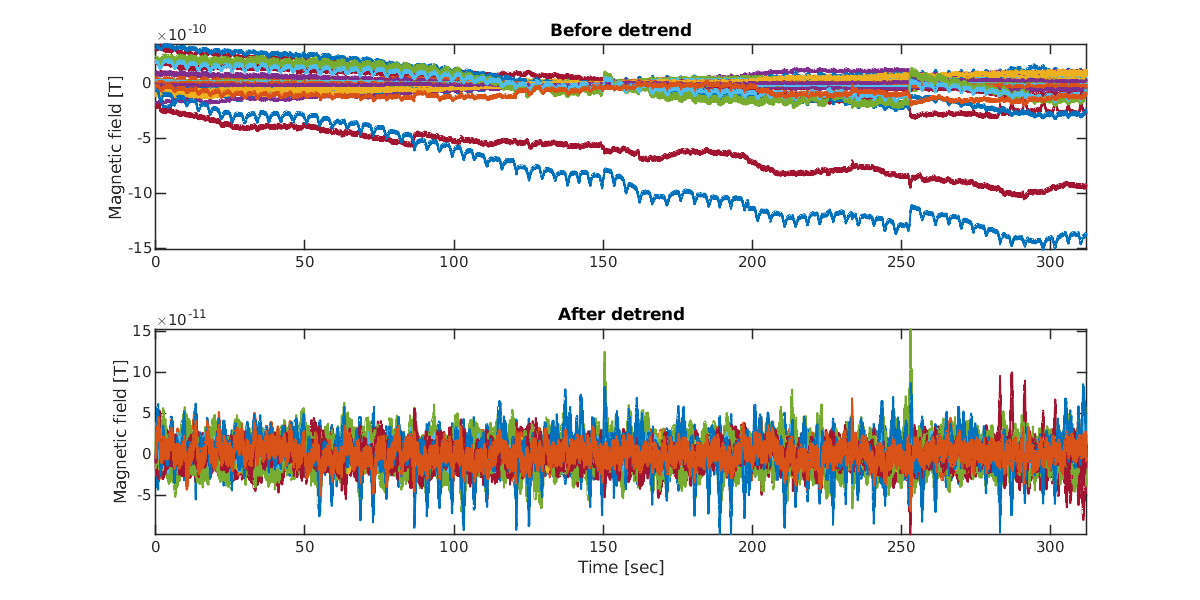 Before detrend
×10-10
Magnetic field [T]
0
-5
-10
-15
0 50 100 150 200 250 300
After detrend
×10-11
Magnetic field [T]
15
10
5
0
-5
0 50 100 150 200 250 300
Time [sec]